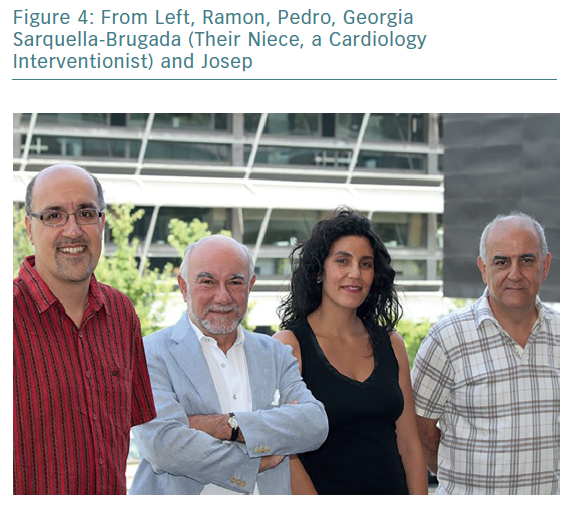 Figure 4: From Left, Ramon, Pedro, Georgia
Sarquella-Brugada (Their Niece, a Cardiology
Interventionist) and Josep